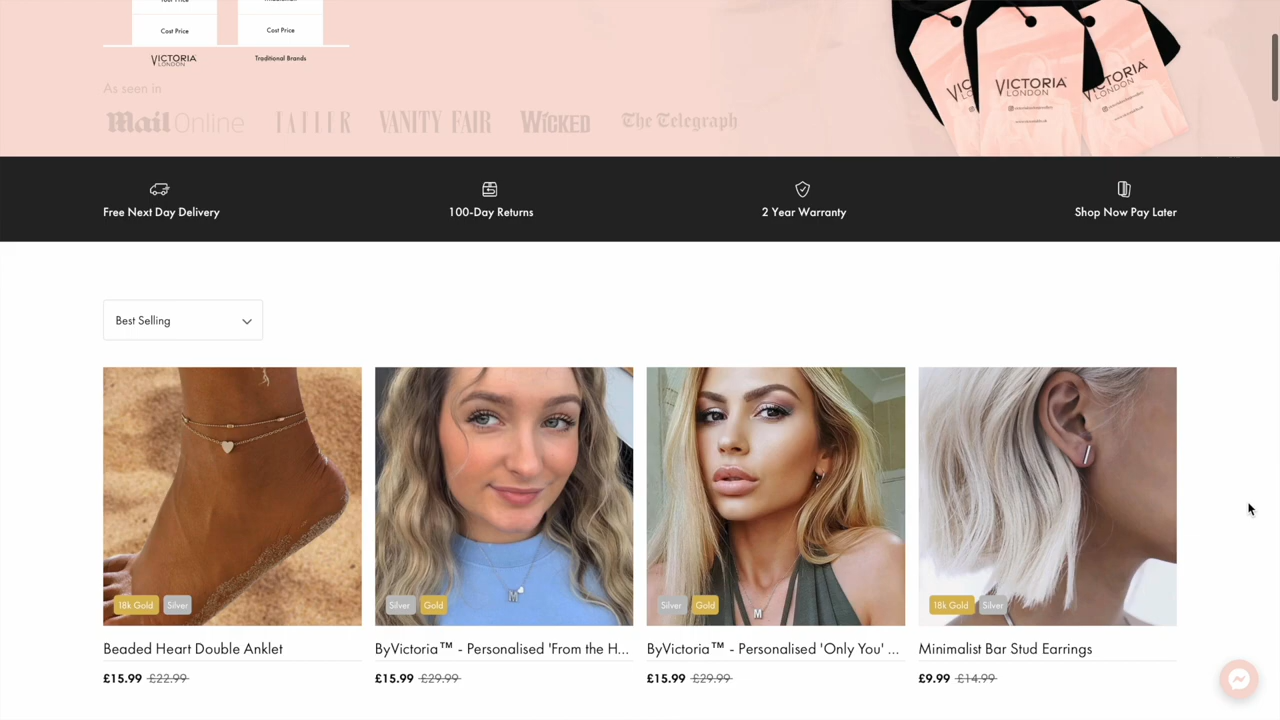 Cost Price
Cost Price
VICTORIA
LONDON
Traditional Brands
As seen in
Mail Online TATLER VANITY FAIR WICKED The Telegraph
VICTORIA
LONDON
VICTORIA
LONDON
Free Next Day Delivery
100-Day Returns
2 Year Warranty
Shop Now Pay Later
Best Selling
18k Gold Silver
Silver Gold
M
Silver Gold
M
18k Gold Silver
Beaded Heart Double Anklet
ByVictoria™ - Personalised 'From the H...
ByVictoria™ - Personalised 'Only You' ...
Minimalist Bar Stud Earrings
£15.99 £22.99
£15.99 £29.99
£15.99 £29.99
£9.99 £14.99